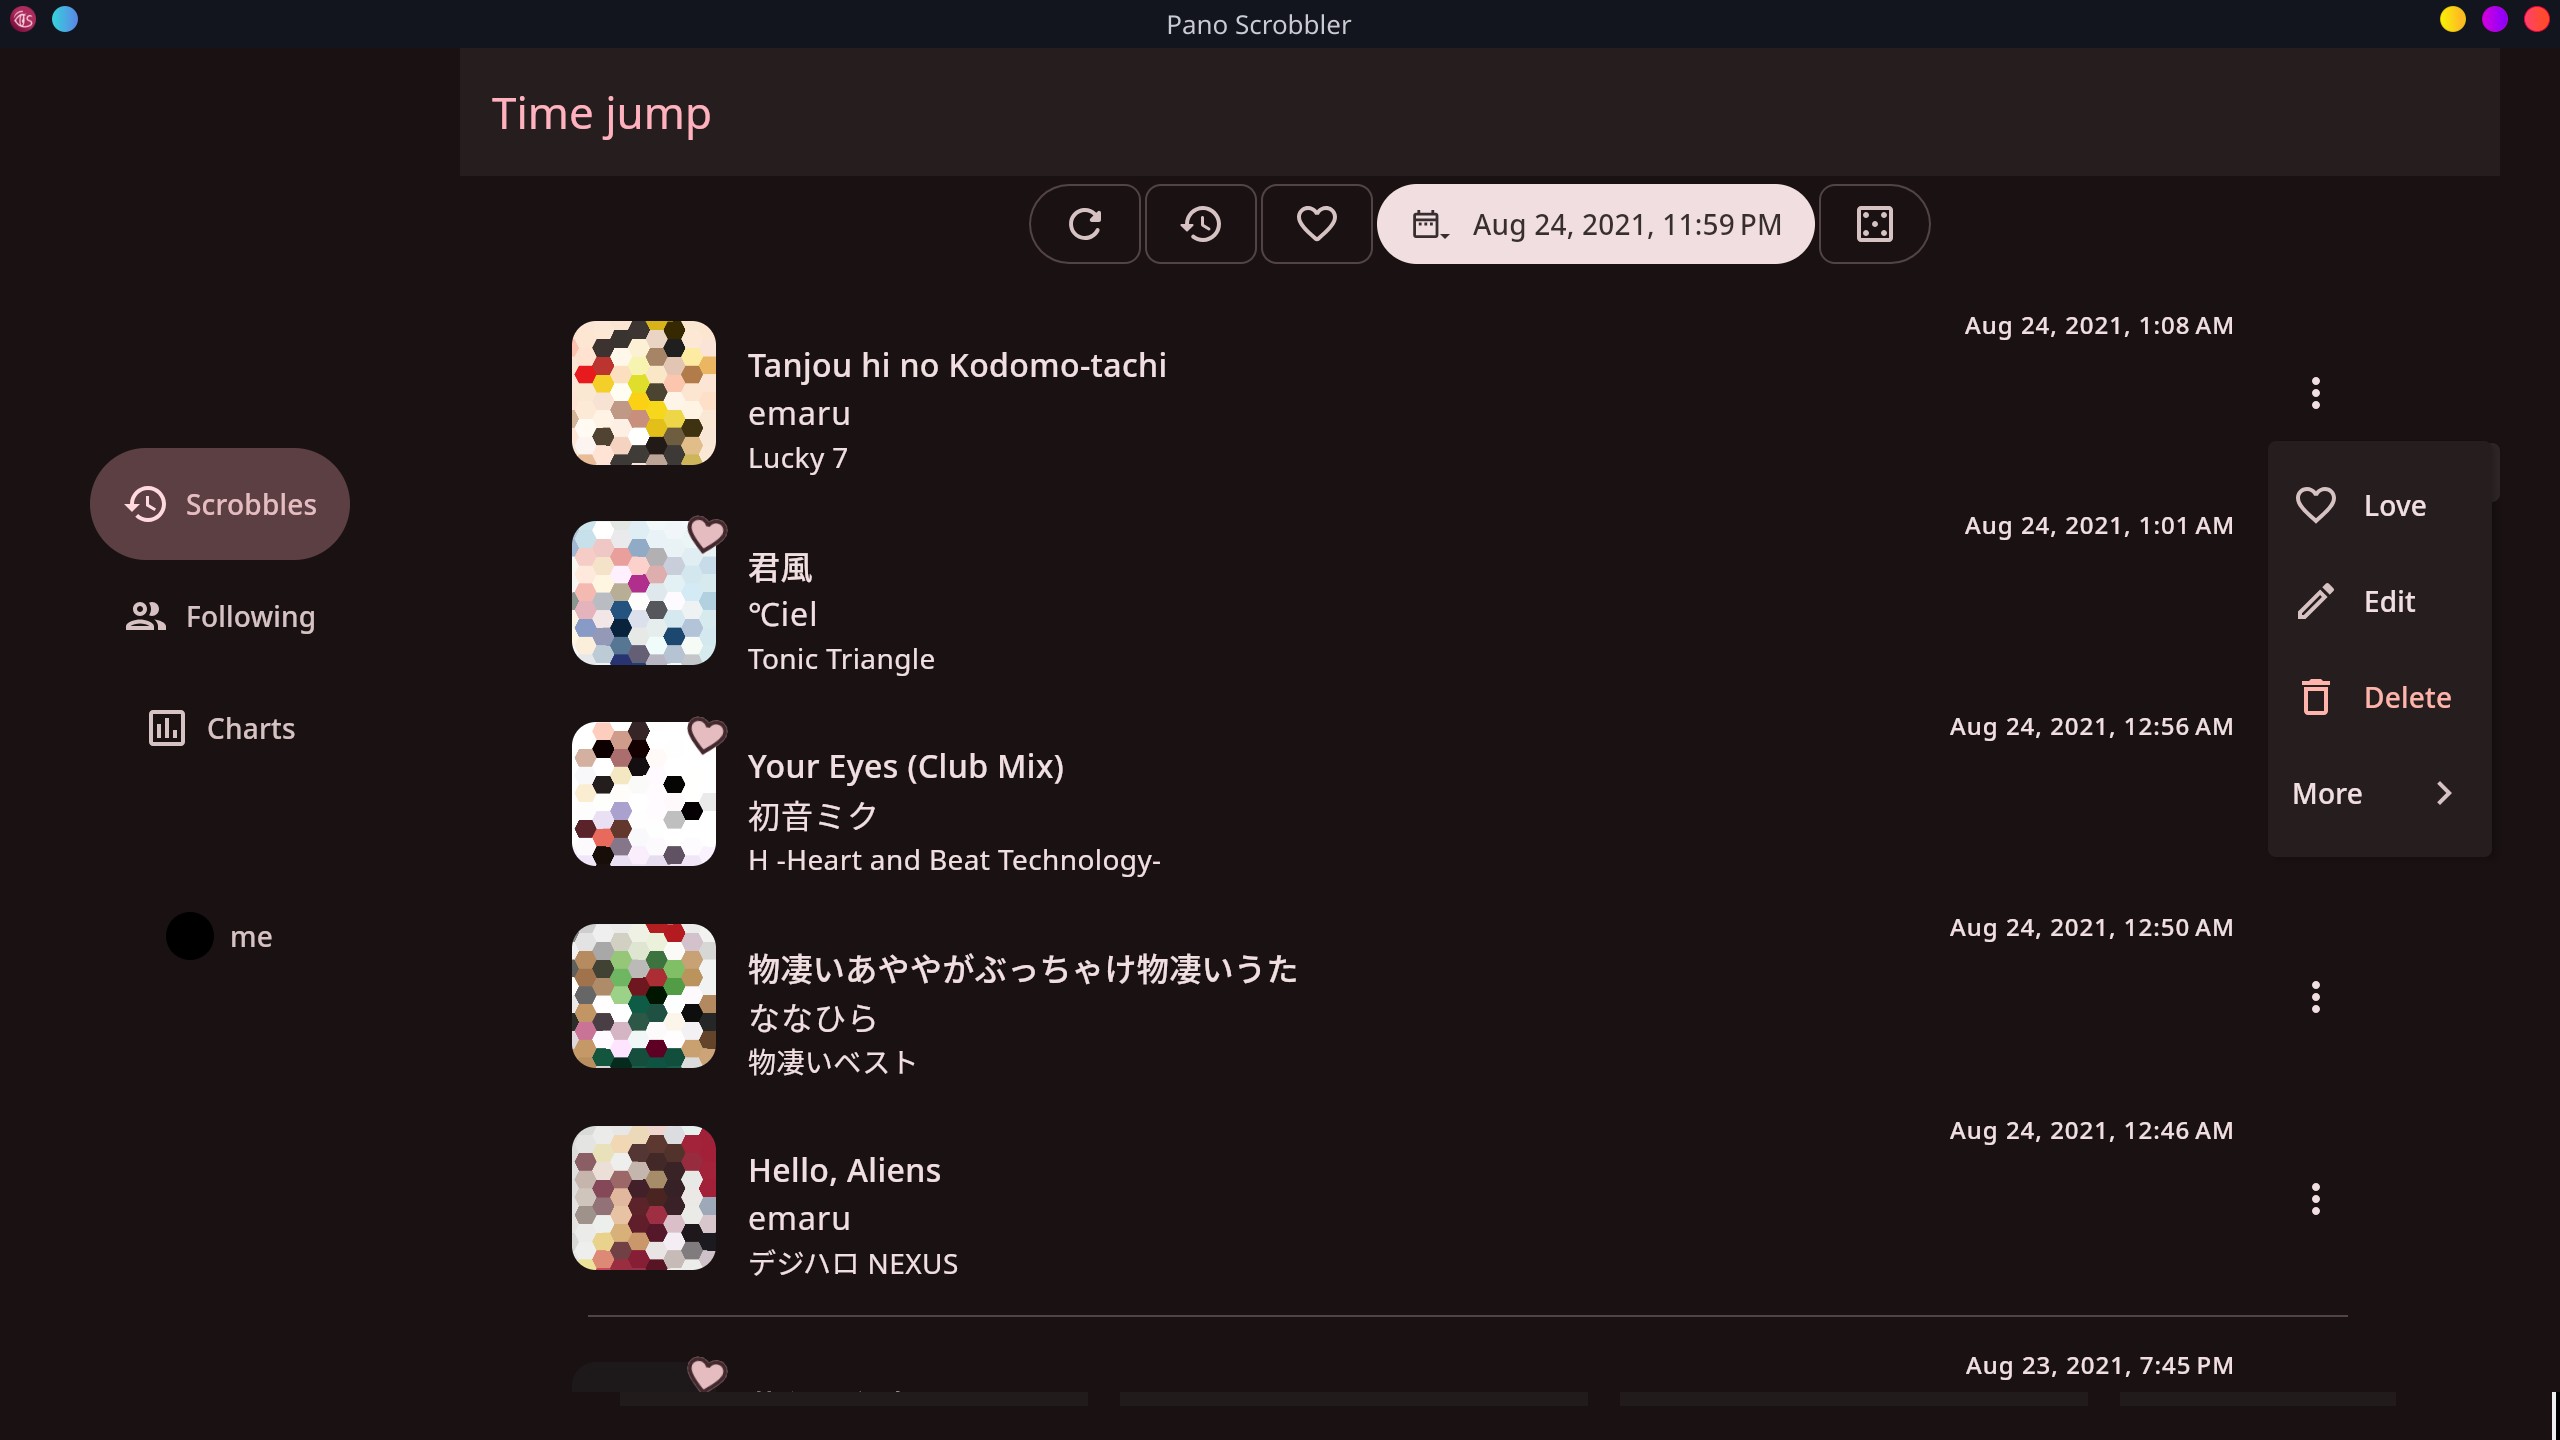 Pano Scrobbler
Time jump
Aug 24, 2021, 11:59 PM
Scrobbles
Following
Charts
me
Aug 24, 2021, 1:08 AM
Tanjou hi no Kodomo-tachi
emaru
Lucky 7
Aug 24, 2021, 1:01 AM
君風
℃iel
Tonic Triangle
Aug 24, 2021, 12:56 AM
Your Eyes (Club Mix)
初音ミク
H -Heart and Beat Technology-
Aug 24, 2021, 12:50 AM
物凄いあややがぶっちゃけ物凄いうた
ななひら
物凄いベスト
Aug 24, 2021, 12:46 AM
Hello, Aliens
emaru
デジハロ NEXUS
Aug 23, 2021, 7:45 PM
Love
Edit
Delete
More